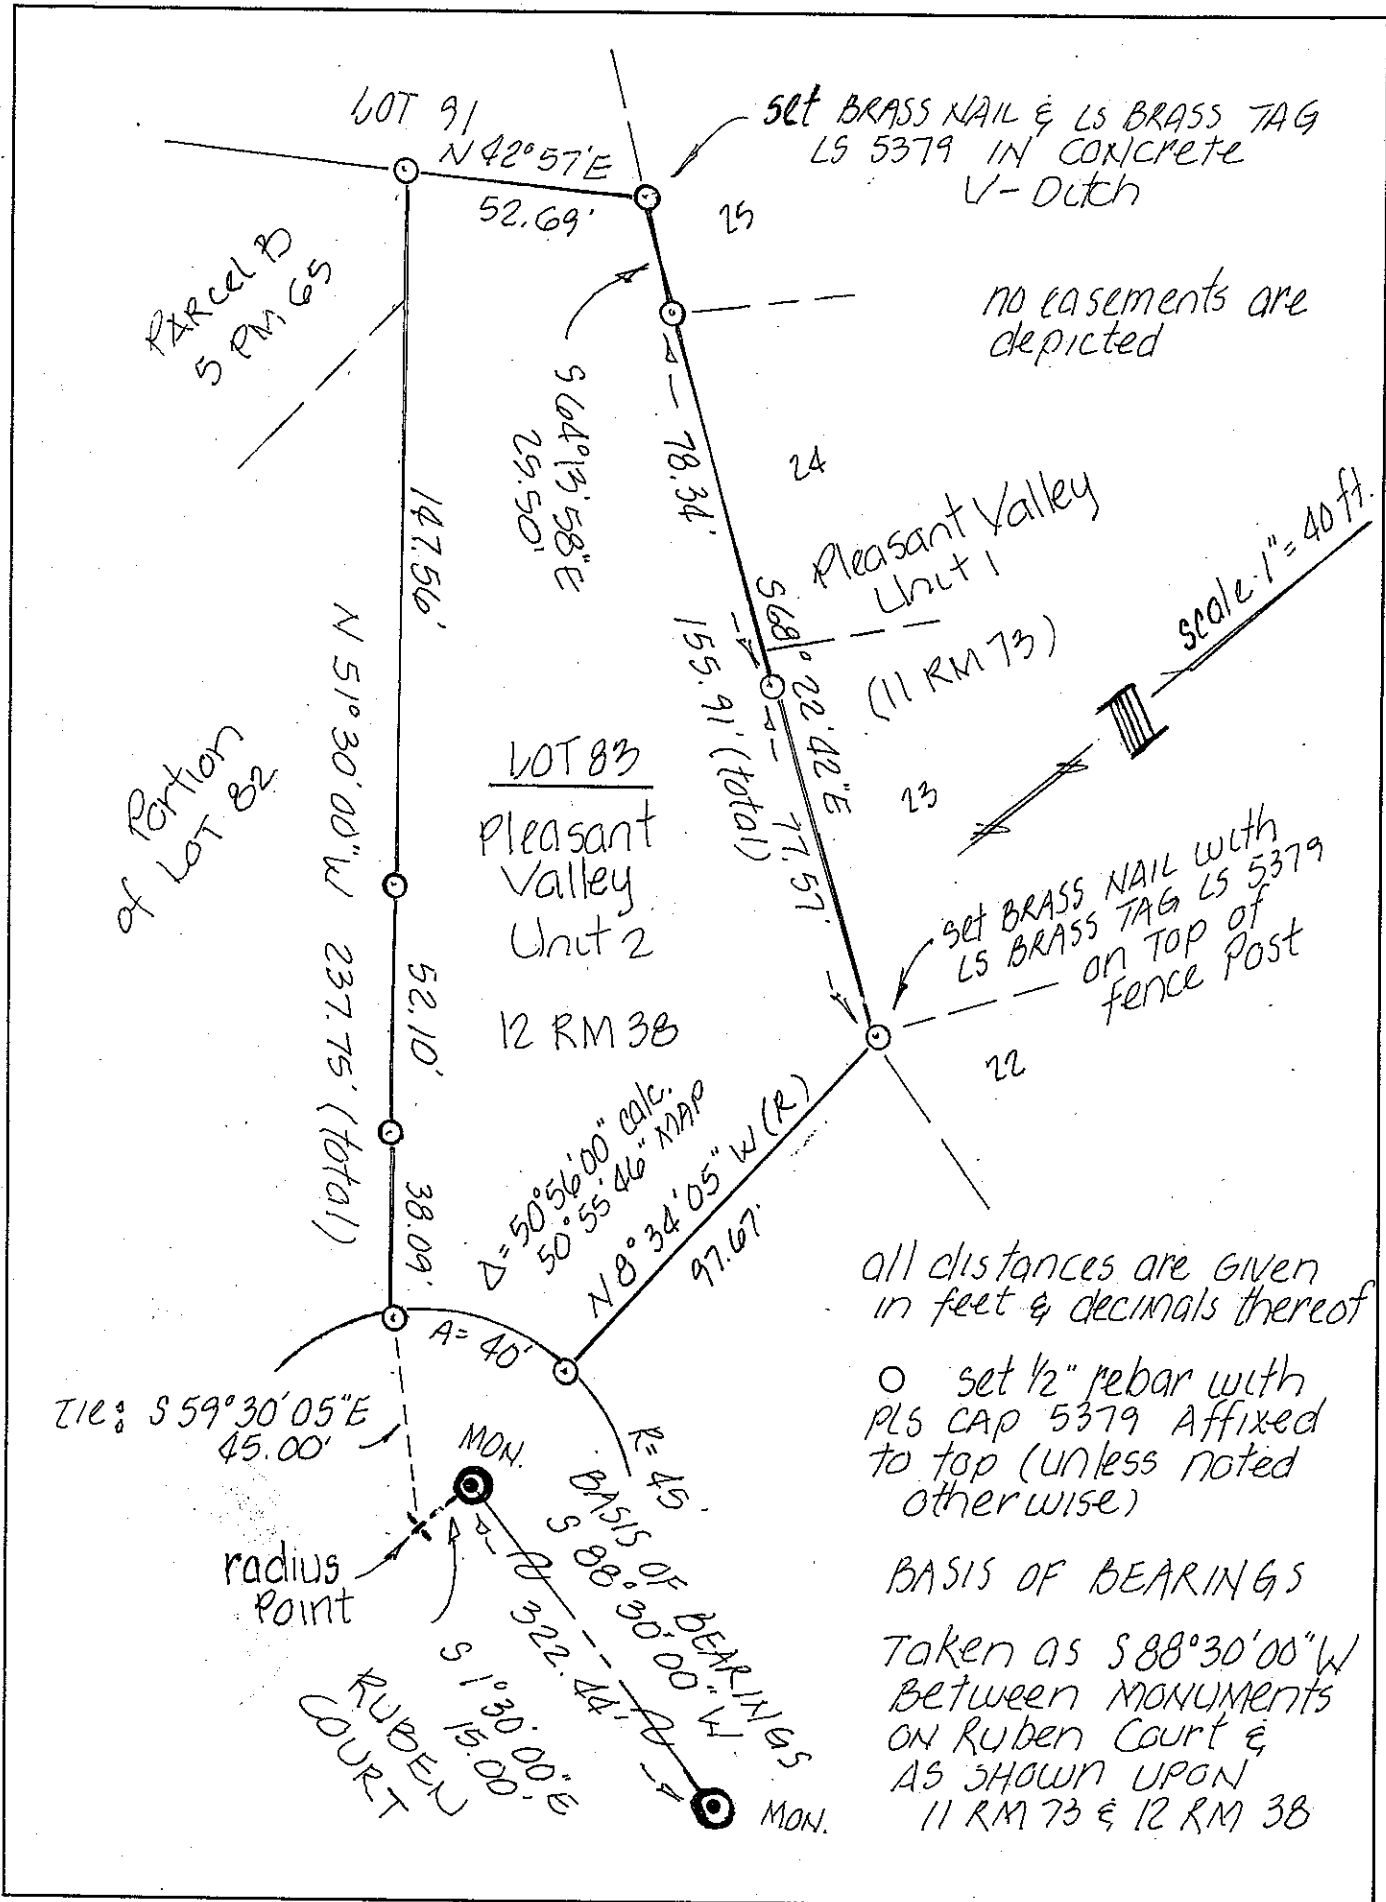 LOT 91
N 42°57'E
52.69'
set BRASS NAIL & LS BRASS TAG
LS 5379 IN CONCrete
V-Ditch
25
PARCEL B
5 PM 65
no easements are
depicted
S 64°13'58"E
25.50'
78.34'
24
Pleasant Valley
Unit 1
(11 RM 73)
scale 1" = 40 ft.
147.56'
S 68°22'42"E
155.91' (total)
77.57'
23
N 51°30'00"W 237.75' (total)
Portion
of LOT 82
LOT 83
Pleasant
Valley
Unit 2
12 RM 38
set BRASS NAIL with
LS BRASS TAG LS 5379
on TOP of
fence Post
22
52.10'
38.09'
Δ = 50°56'00" calc.
50°55'46" MAP
N 8°34'05" W (R)
97.67'
all distances are GIVEN
in feet & decimals thereof
A = 40'
R = 45'
TIE: S 59°30'05"E
45.00'
set 1/2" rebar with
PLS CAP 5379 Affixed
to top (unless noted
otherwise)
MON.
radius
Point
BASIS OF BEARINGS
S 88°30'00" W
322.44'
S 1°30'00"E
15.00'
RUBEN
COURT
MON.
BASIS OF BEARINGS
Taken as S 88°30'00"W
Between MONUMENTS
ON Ruben Court &
AS SHOWN UPON
11 RM 73 & 12 RM 38